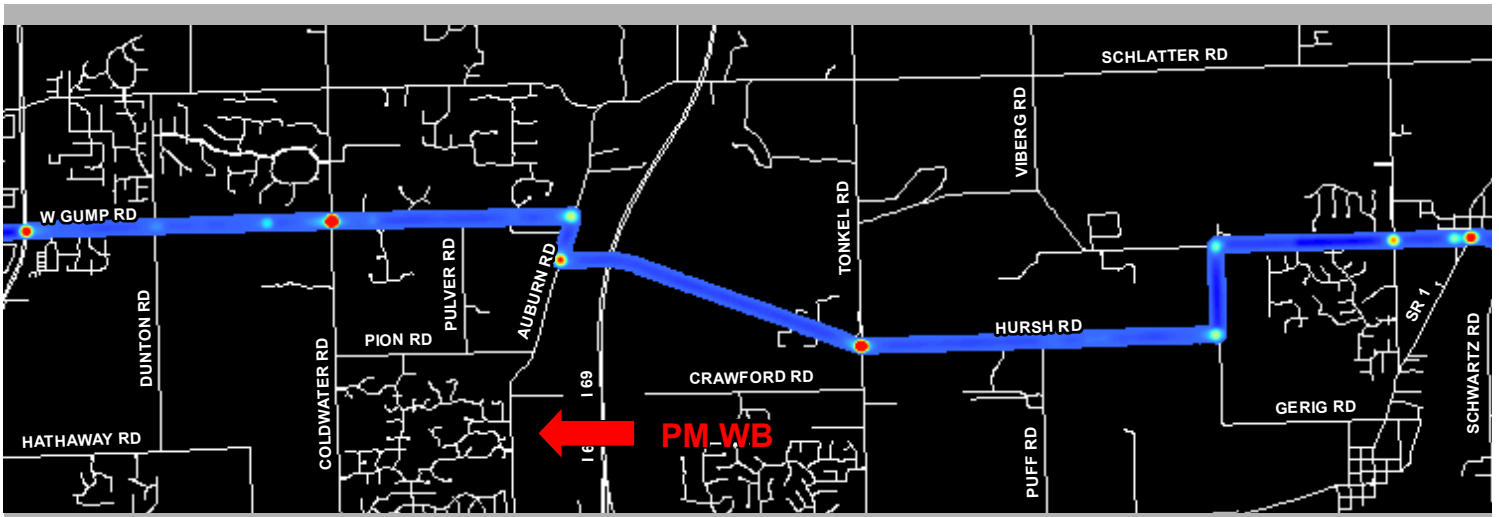 SCHLATTER RD
VIBERG RD
W GUMP RD
TONKEL RD
AUBURN RD
PULVER RD
DUNTON RD
COLDWATER RD
PION RD
HURSH RD
SR 1
SCHWARTZ RD
CRAWFORD RD
I 69
GERIG RD
HATHAWAY RD
PM WB
PUFF RD